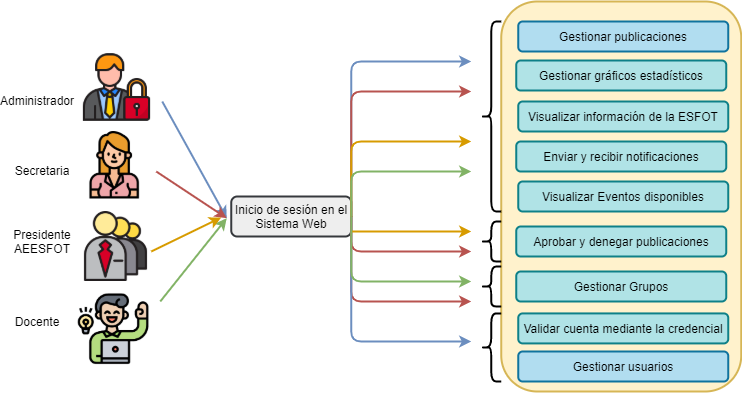 Administrador
Secretaria
Presidente
AEESFOT
Docente
Inicio de sesión en el
Sistema Web
Gestionar publicaciones
Gestionar gráficos estadísticos
Visualizar información de la ESFOT
Enviar y recibir notificaciones
Visualizar Eventos disponibles
Aprobar y denegar publicaciones
Gestionar Grupos
Validar cuenta mediante la credencial
Gestionar usuarios